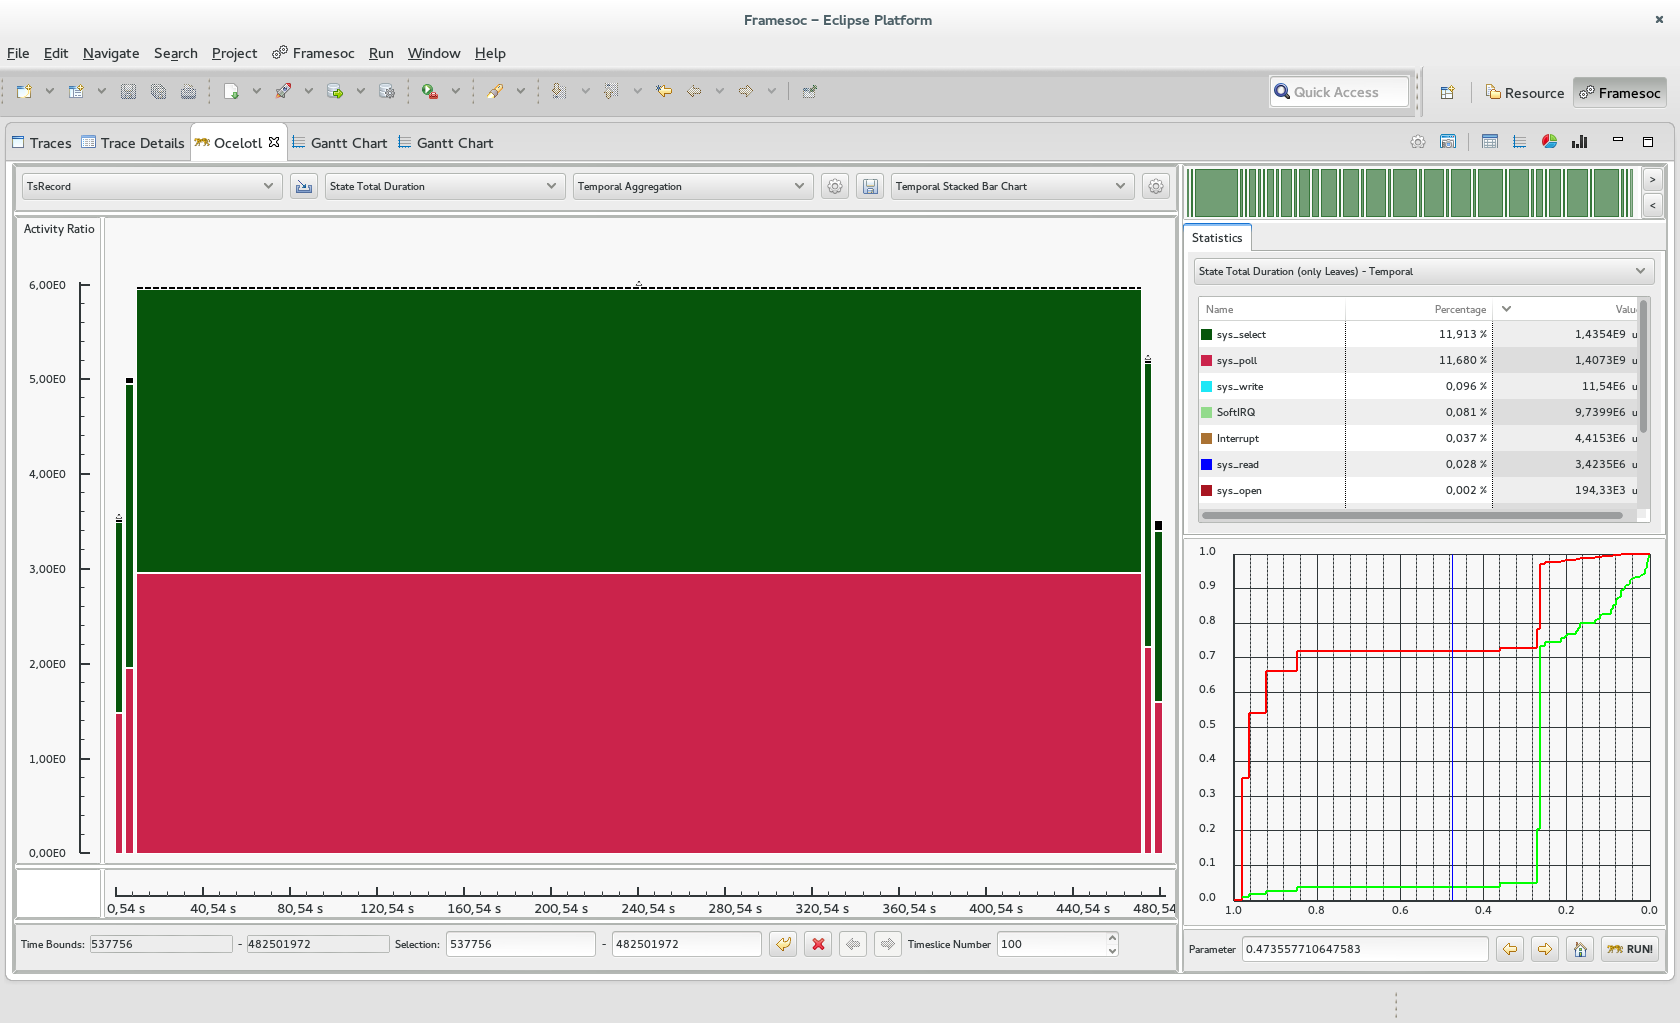 Framesoc – Eclipse Platform
File Edit Navigate Search Project Framesoc Run Window Help
Quick Access
Resource
Framesoc
Traces
Trace Details
Ocelotl
Gantt Chart
Gantt Chart
TsRecord
State Total Duration
Temporal Aggregation
Temporal Stacked Bar Chart
>
<
Activity Ratio
6,00E0
5,00E0
4,00E0
3,00E0
2,00E0
1,00E0
0,00E0
0,54 s 40,54 s 80,54 s 120,54 s 160,54 s 200,54 s 240,54 s 280,54 s 320,54 s 360,54 s 400,54 s 440,54 s 480,54
Time Bounds: 537756 - 482501972 Selection: 537756 - 482501972 Timeslice Number 100
Statistics
State Total Duration (only Leaves) - Temporal
Name Percentage Valu
sys_select 11,913 % 1,4354E9 u
sys_poll 11,680 % 1,4073E9 u
sys_write 0,096 % 11,54E6 u
SoftIRQ 0,081 % 9,7399E6 u
Interrupt 0,037 % 4,4153E6 u
sys_read 0,028 % 3,4235E6 u
sys_open 0,002 % 194,33E3 u
1.0
0.9
0.8
0.7
0.6
0.5
0.4
0.3
0.2
0.1
0.0
1.0 0.8 0.6 0.4 0.2 0.0
Parameter 0.473557710647583 RUN!